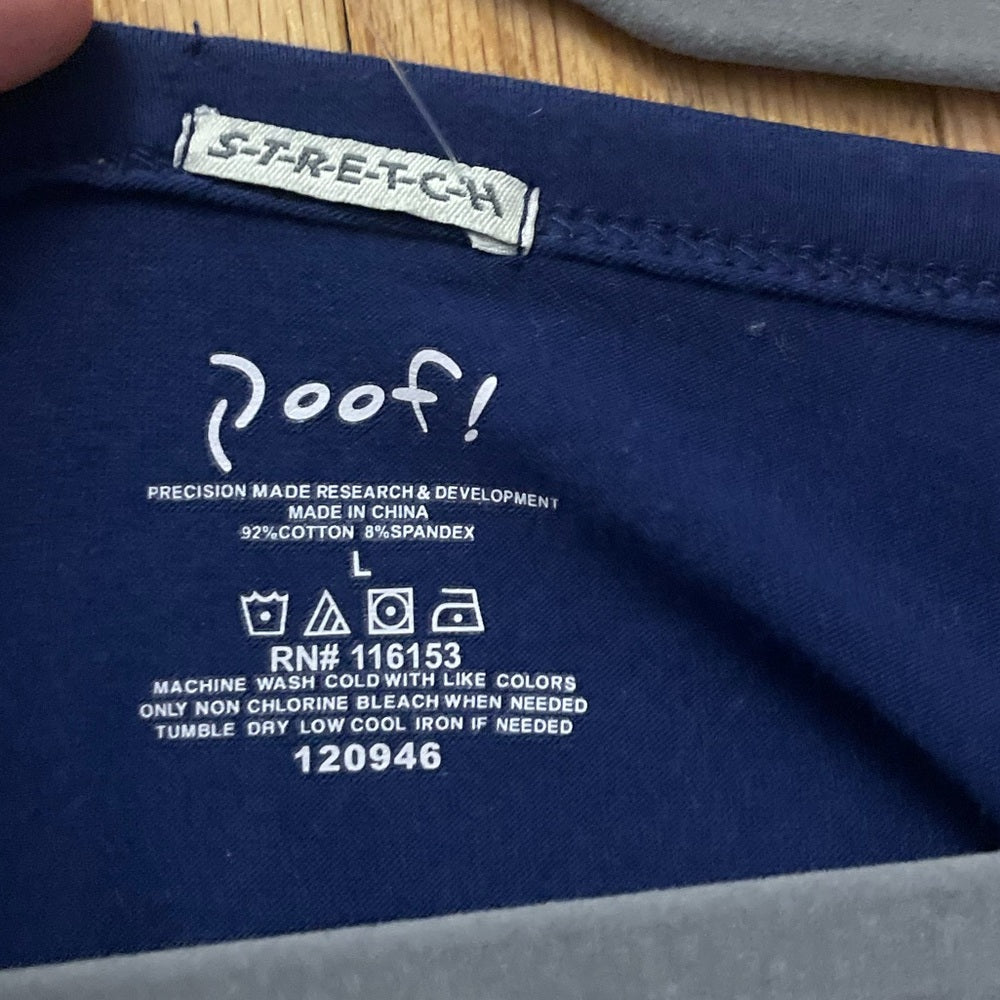 S-T-R-E-T-C-H
poof!
PRECISION MADE RESEARCH & DEVELOPMENT
MADE IN CHINA
92%COTTON 8%SPANDEX
L
RN# 116153
MACHINE WASH COLD WITH LIKE COLORS
ONLY NON CHLORINE BLEACH WHEN NEEDED
TUMBLE DRY LOW COOL IRON IF NEEDED
120946